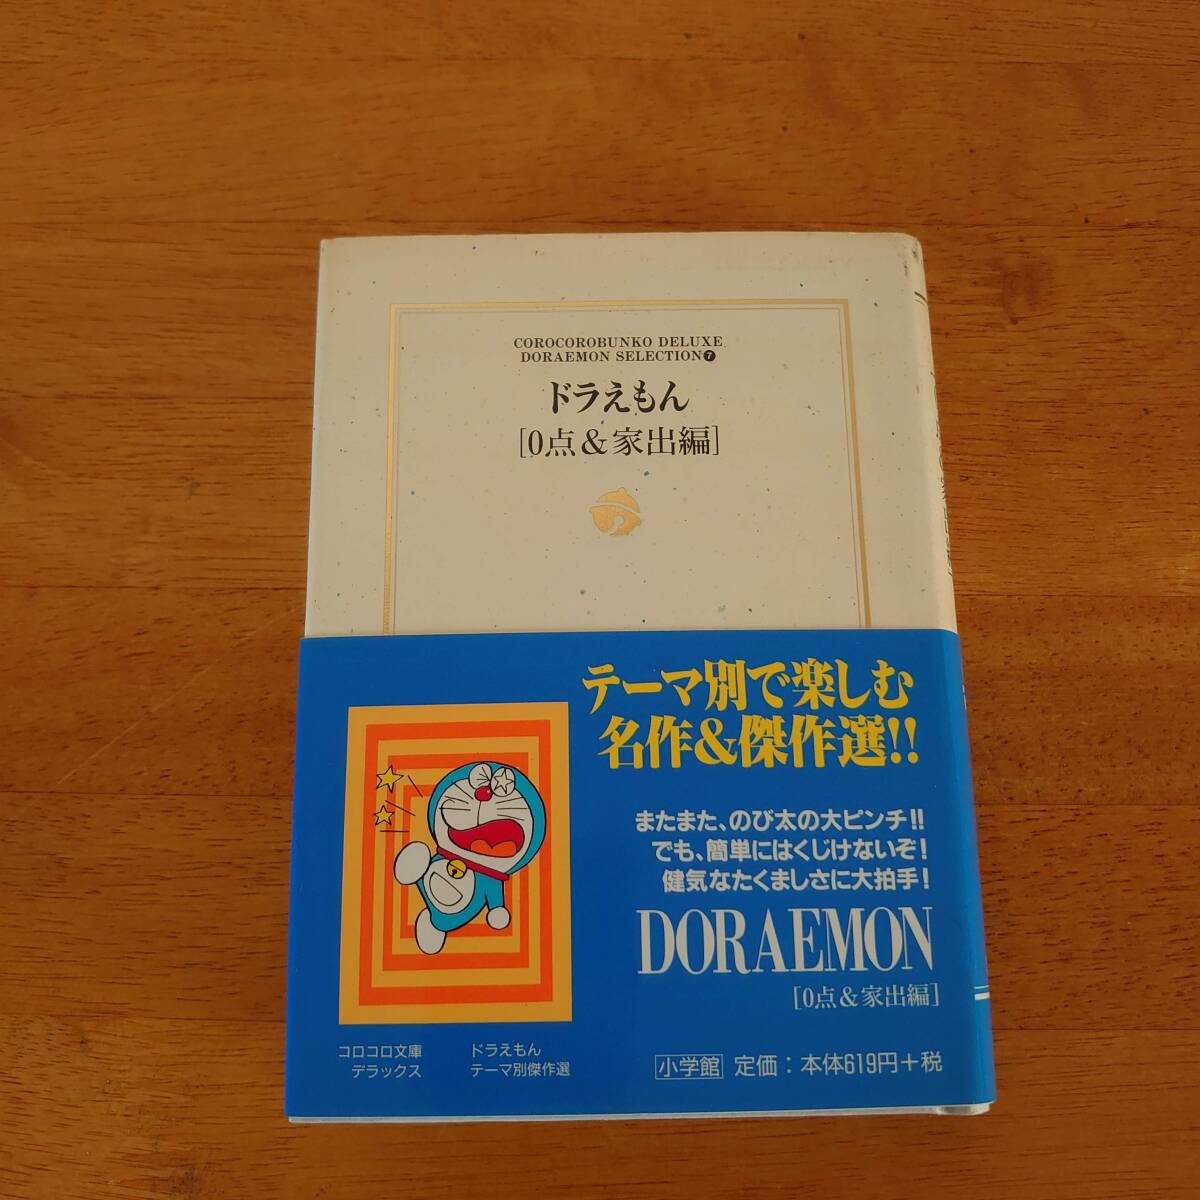 COROCOROBUNKO DELUXE
DORAEMON SELECTION❼
ドラえもん
[0点&家出編]
テーマ別で楽しむ
名作&傑作選!!
またまた、のび太の大ピンチ!!
でも、簡単にはくじけないぞ!
健気なたくましさに大拍手!
DORAEMON
[0点&家出編]
コロコロ文庫
デラックス
ドラえもん
テーマ別傑作選
小学館 定価:本体619円+税